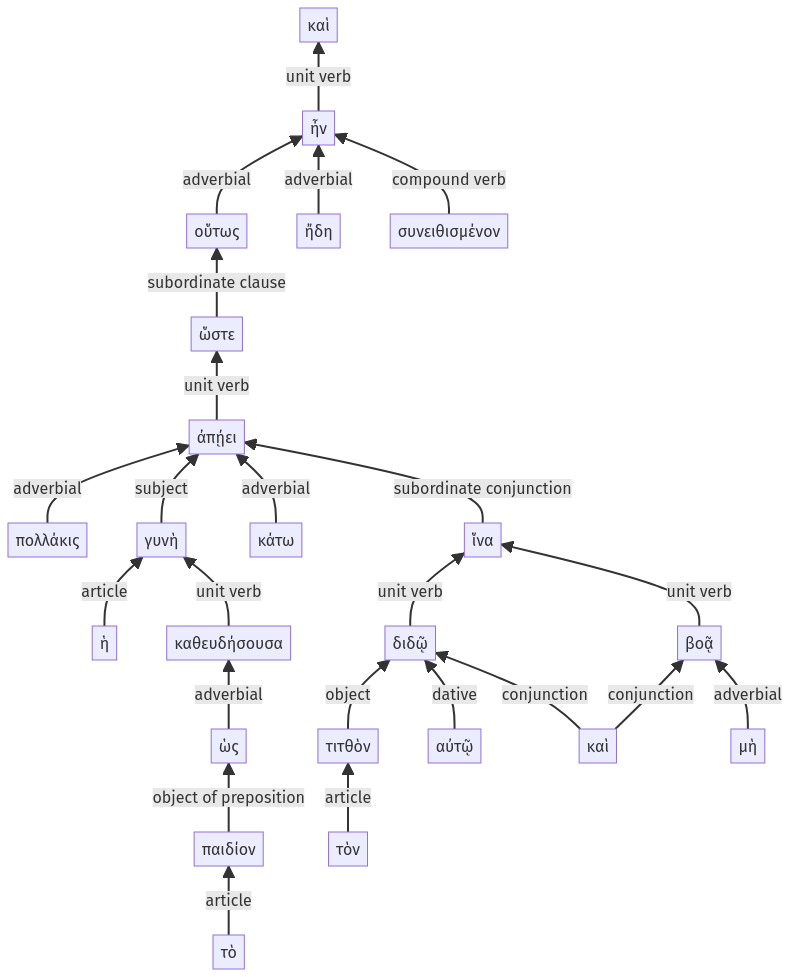 καὶ
unit verb
ἦν
adverbial adverbial compound verb
οὕτως ἤδη συνειθισμένον
subordinate clause
ὥστε
unit verb
ἀπῄει
adverbial subject adverbial subordinate conjunction
πολλάκις γυνὴ κάτω ἵνα
article unit verb unit verb unit verb
ἡ καθευδήσουσα διδῷ βοᾷ
adverbial object dative conjunction conjunction adverbial
ὡς τιτθὸν αὐτῷ καὶ μὴ
object of preposition article
παιδίον τὸν
article
τὸ